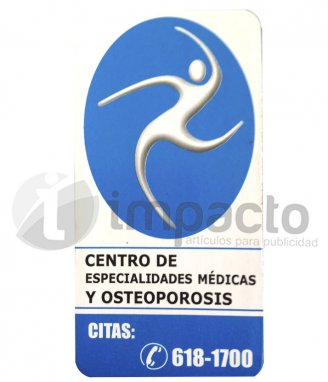 impacto
artículos para publicidad
CENTRO DE
ESPECIALIDADES MÉDICAS
Y OSTEOPOROSIS
CITAS:
618-1700